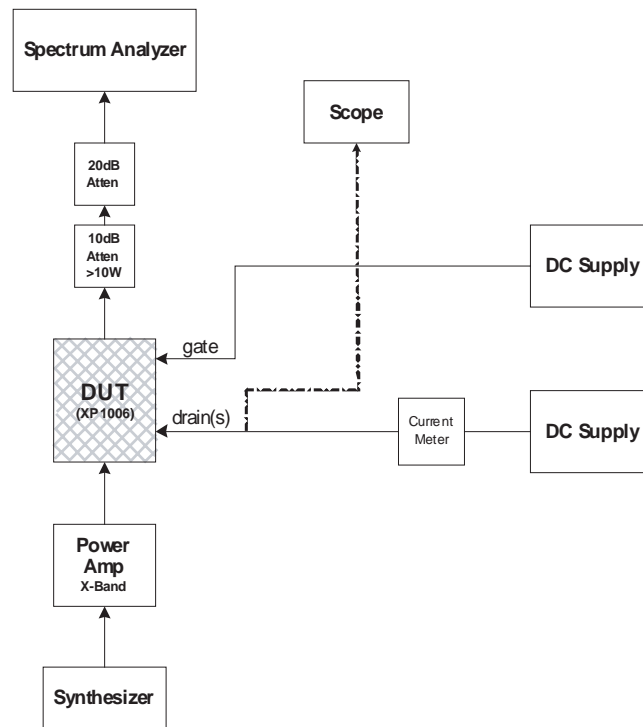 Spectrum Analyzer
Scope
20dB
Atten
10dB
Atten
>10W
DC Supply
gate
DUT
(XP1006)
drain(s)
Current
Meter
DC Supply
Power
Amp
X-Band
Synthesizer